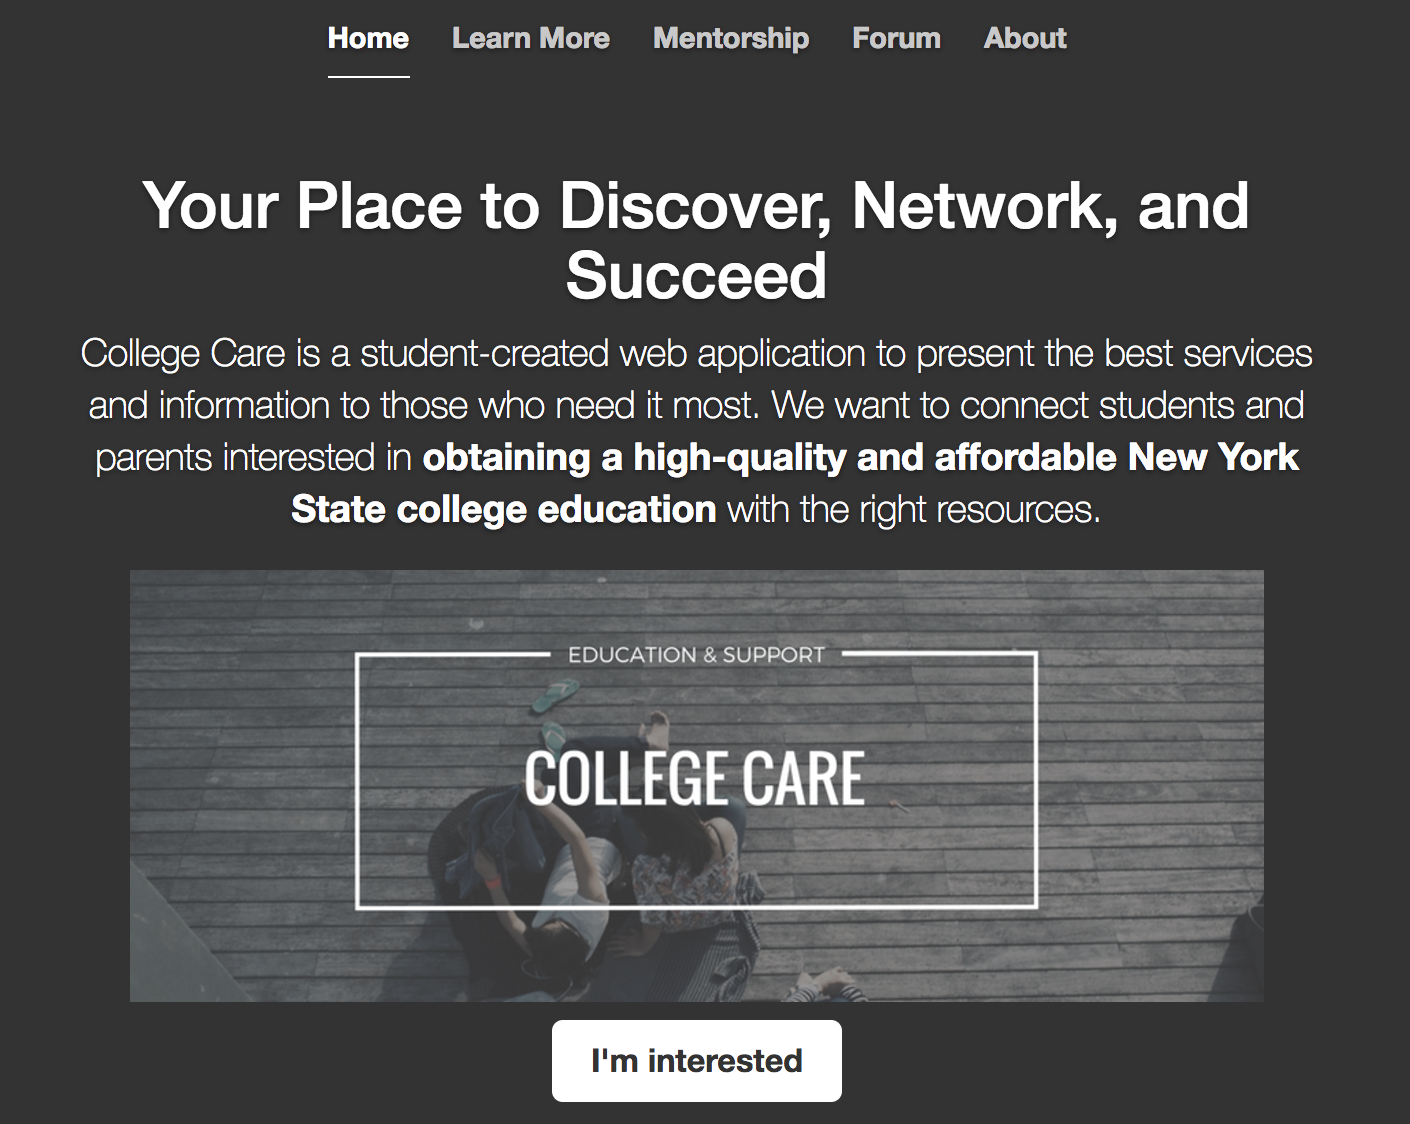 Home Learn More Mentorship Forum About
Your Place to Discover, Network, and
Succeed
College Care is a student-created web application to present the best services
and information to those who need it most. We want to connect students and
parents interested in obtaining a high-quality and affordable New York
State college education with the right resources.
EDUCATION & SUPPORT
COLLEGE CARE
I'm interested